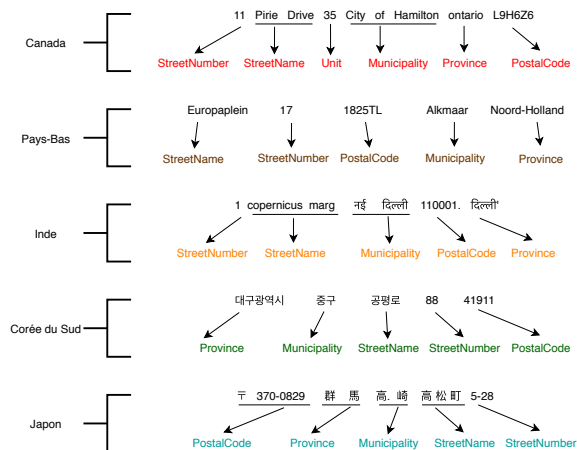 11 Pirie Drive 35 City of Hamilton ontario L9H6Z6
Canada
StreetNumber StreetName Unit Municipality Province PostalCode
Europaplein 17 1825TL Alkmaar Noord-Holland
Pays-Bas
StreetName StreetNumber PostalCode Municipality Province
1 copernicus marg नई दिल्ली 110001. दिल्ली'
Inde
StreetNumber StreetName Municipality PostalCode Province
대구광역시 중구 공평로 88 41911
Corée du Sud
Province Municipality StreetName StreetNumber PostalCode
〒 370-0829 群 馬 高. 崎 高 松 町 5-28
Japon
PostalCode Province Municipality StreetName StreetNumber